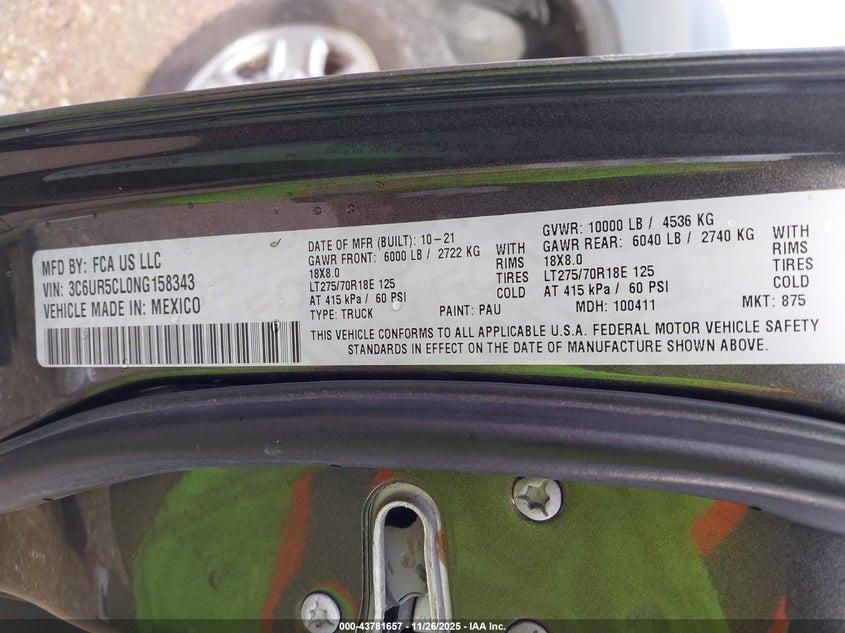 MFD BY: FCA US LLC
VIN: 3C6UR5CL0NG158343
VEHICLE MADE IN: MEXICO
DATE OF MFR (BUILT): 10-21
GAWR FRONT: 6000 LB / 2722 KG WITH
18X8.0 RIMS
LT275/70R18E 125 TIRES
AT 415 kPa / 60 PSI COLD
TYPE: TRUCK PAINT: PAU
GVWR: 10000 LB / 4536 KG
GAWR REAR: 6040 LB / 2740 KG WITH
18X8.0 RIMS
LT275/70R18E 125 TIRES
AT 415 kPa / 60 PSI COLD
MDH: 100411 MKT: 875
THIS VEHICLE CONFORMS TO ALL APPLICABLE U.S.A. FEDERAL MOTOR VEHICLE SAFETY
STANDARDS IN EFFECT ON THE DATE OF MANUFACTURE SHOWN ABOVE.
000-43781657 - 11/26/2025 - IAA Inc.